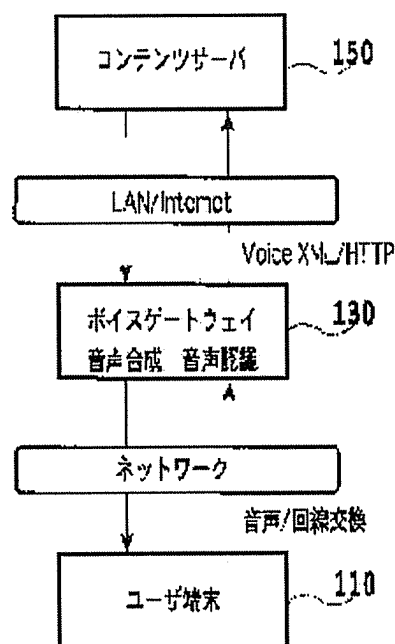 コンテンツサーバ
150
LAN/Internet
Voice XML/HTTP
ボイスゲートウェイ
130
音声合成 音声認識
ネットワーク
音声/回線交換
ユーザ端末
110